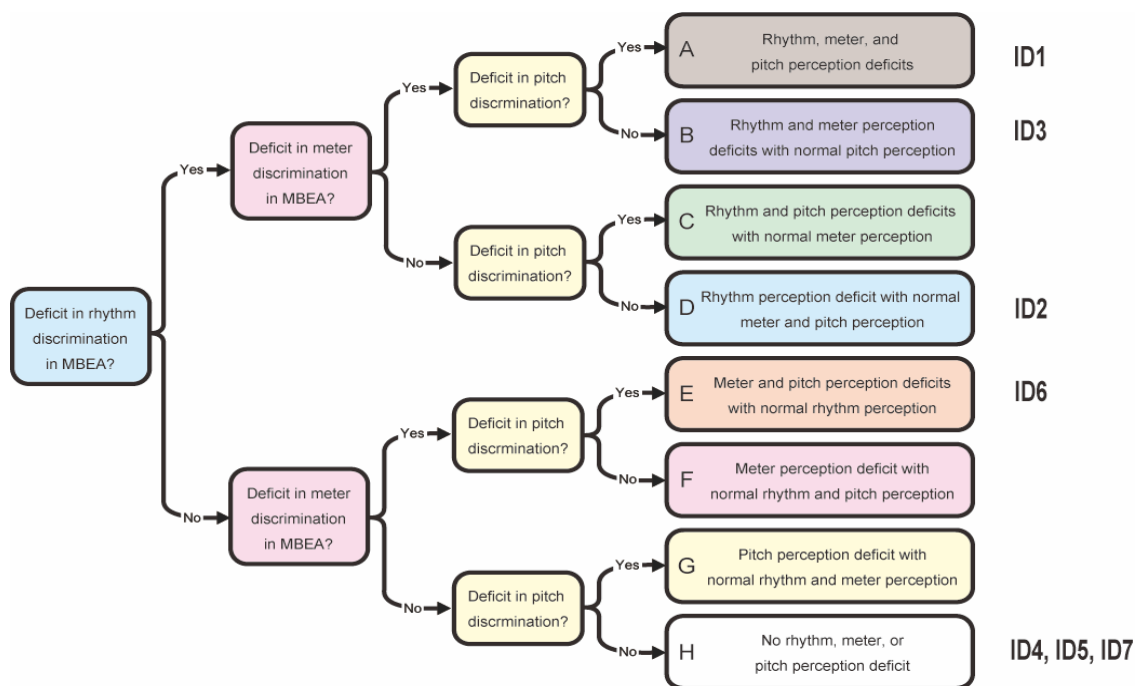 Deficit in rhythm
discrimination
in MBEA?
Yes
No
Deficit in meter
discrimination
in MBEA?
Yes
No
Deficit in pitch
discrmination?
Yes
No
A
Rhythm, meter, and
pitch perception deficits
ID1
B
Rhythm and meter perception
deficits with normal pitch perception
ID3
Deficit in pitch
discrimination?
Yes
No
C
Rhythm and pitch perception deficits
with normal meter perception
D
Rhythm perception deficit with normal
meter and pitch perception
ID2
Deficit in meter
discrimination
in MBEA?
Yes
No
Deficit in pitch
discrmination?
Yes
No
E
Meter and pitch perception deficits
with normal rhythm perception
ID6
F
Meter perception deficit with
normal rhythm and pitch perception
Deficit in pitch
discrimination?
Yes
No
G
Pitch perception deficit with
normal rhythm and meter perception
H
No rhythm, meter, or
pitch perception deficit
ID4, ID5, ID7